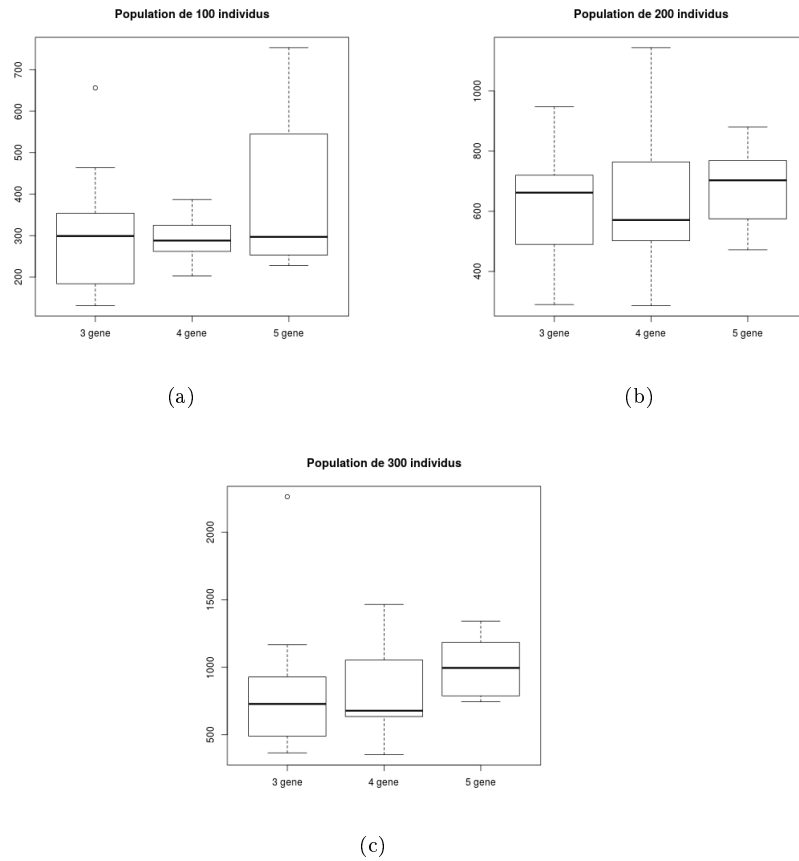 Population de 100 individus
700
600
500
400
300
200
3 gene
4 gene
5 gene
(a)
Population de 200 individus
1000
800
600
400
3 gene
4 gene
5 gene
(b)
Population de 300 individus
2000
1500
1000
500
3 gene
4 gene
5 gene
(c)